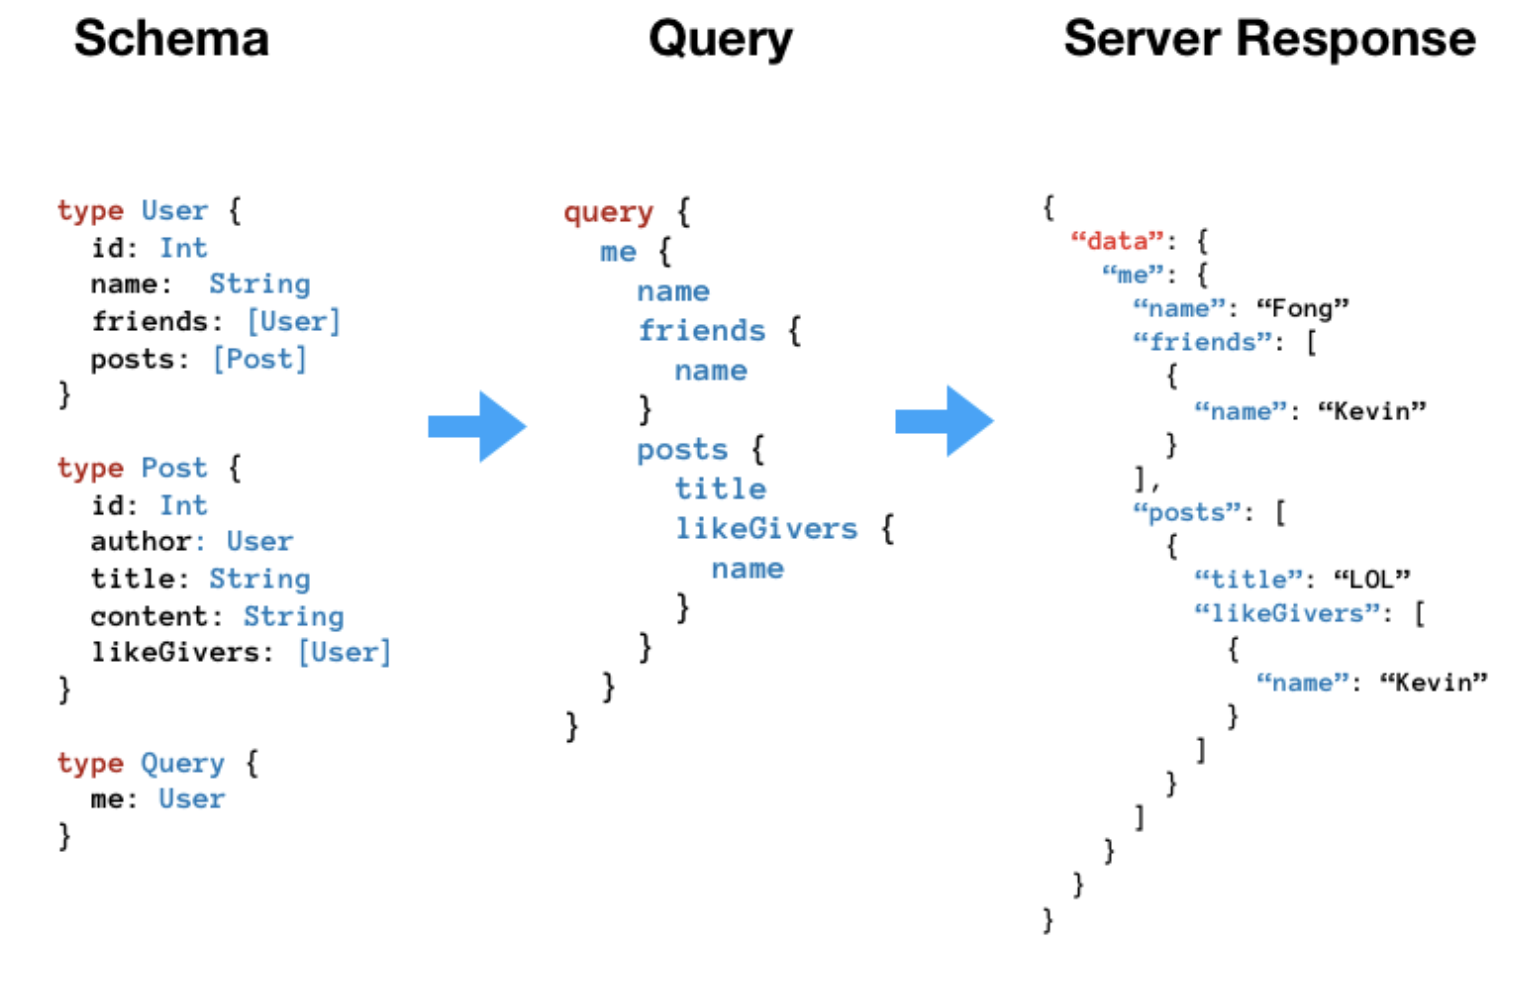 Schema
type User {
  id: Int
  name:  String
  friends: [User]
  posts: [Post]
}
type Post {
  id: Int
  author: User
  title: String
  content: String
  likeGivers: [User]
}
type Query {
  me: User
}
Query
query {
  me {
    name
    friends {
      name
    }
    posts {
      title
      likeGivers {
        name
      }
    }
  }
}
Server Response
{
  “data”: {
    “me”: {
      “name”: “Fong”
      “friends”: [
        {
          “name”: “Kevin”
        }
      ],
      “posts”: [
        {
          “title”: “LOL”
          “likeGivers”: [
            {
              “name”: “Kevin”
            }
          ]
        }
      ]
    }
  }
}